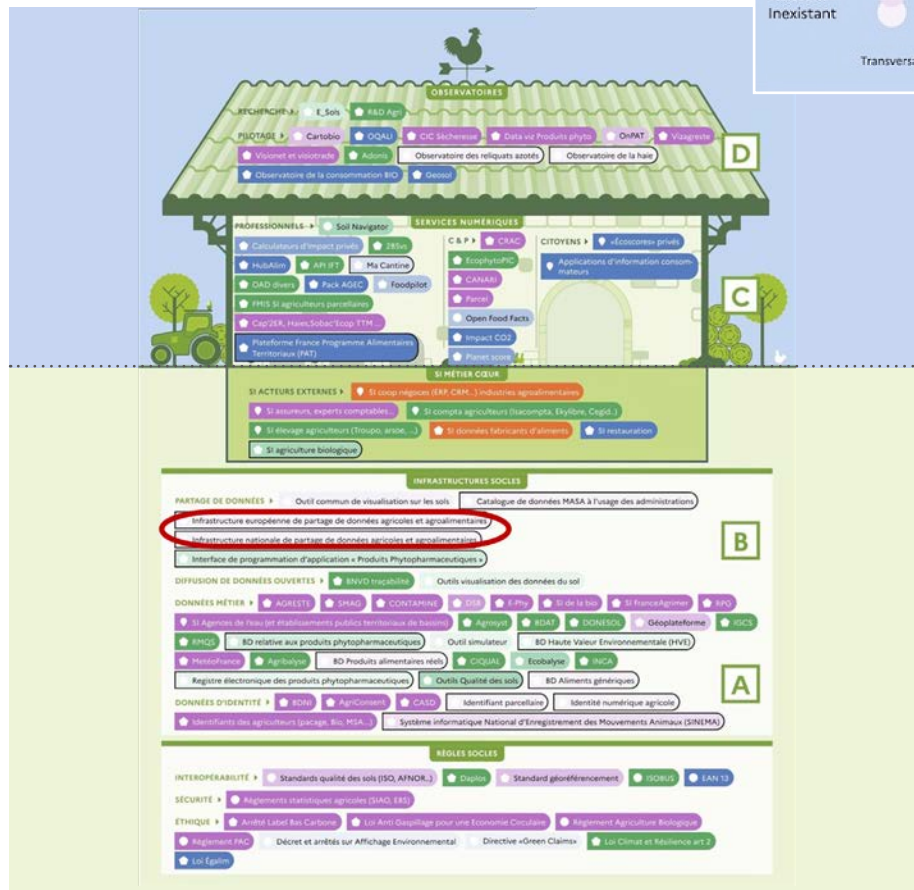 Inexistant
Transversa
OBSERVATOIRES
RECHERCHE E_Sols R&D Agri
PILOTAGE Cartobio OQALI CIC Sécheresse Data viz Produits phyto OnPAT Vizagreste
Visionet et visiotrade Adonis Observatoire des reliquats azotés Observatoire de la haie
Observatoire de la consommation BIO Geosol
D
SERVICES NUMÉRIQUES
PROFESSIONNELS Soil Navigator
Calculateurs d'impact privés
HubAlim API IFT Ma Cantine
OAD divers Pack AGEC Foodpilot
FMIS SI agriculteurs parcellaires
Plateforme France Programme Alimentaires
Territoriaux (PAT)
C & P CRAC
EcophytoPIC
CANARI
Parcel
Open Food Facts
Impact CO2
Planet score
CITOYENS «Ecoscores» privés
Applications d'information consom-
mateurs
C
SI MÉTIER CŒUR
SI ACTEURS EXTERNES SI coop négoces (ERP, CRM...) industries agroalimentaires
SI assureurs, experts comptables... SI compta agriculteurs (Isacompta, Ekylibre, Cegid..)
SI élevage agriculteurs (Troupo, arsoe, ...) SI données fabricants d'aliments SI restauration
SI agriculture biologique
INFRASTRUCTURES SOCLES
PARTAGE DE DONNÉES Outil commun de visualisation sur les sols Catalogue de données MASA à l'usage des administrations
Infrastructure européenne de partage de données agricoles et agroalimentaires
Infrastructure nationale de partage de données agricoles et agroalimentaires
Interface de programmation d'application « Produits Phytopharmaceutiques »
B
DIFFUSION DE DONNÉES OUVERTES BNVD traçabilité Outils visualisation des données du sol
DONNÉES MÉTIER AGRESTE SMAG CONTAMINE DSB E-Phy SI de la bio SI FranceAgrimer RPG
SI Agences de l'eau (et établissements publics territoriaux de bassins) Agrosyst BDAT DONESOL Géoplateforme IGCS
RMQS BD relative aux produits phytopharmaceutiques Outil simulateur BD Haute Valeur Environnementale (HVE)
MétéoFrance Agribalyse BD Produits alimentaires réels CIQUAL Ecobalyse INCA
Registre électronique des produits phytopharmaceutiques Outils Qualité des sols BD Aliments génériques
A
DONNÉES D'IDENTITÉ BDNI AgriConsent CASD Identifiant parcellaire Identité numérique agricole
Identifiants des agriculteurs (pacage, Bio, MSA...) Système informatique National d'Enregistrement des Mouvements Animaux (SINEMA)
RÈGLES SOCLES
INTEROPÉRABILITÉ Standards qualité des sols (ISO, AFNOR..) Daplos Standard géoréférencement ISOBUS EAN 13
SÉCURITÉ Règlements statistiques agricoles (SIAO, EBS)
ÉTHIQUE Arrêté Label Bas Carbone Loi Anti Gaspillage pour une Economie Circulaire Règlement Agriculture Biologique
Règlement PAC Décret et arrêtés sur Affichage Environnemental Directive «Green Claims» Loi Climat et Résilience art 2
Loi Égalim